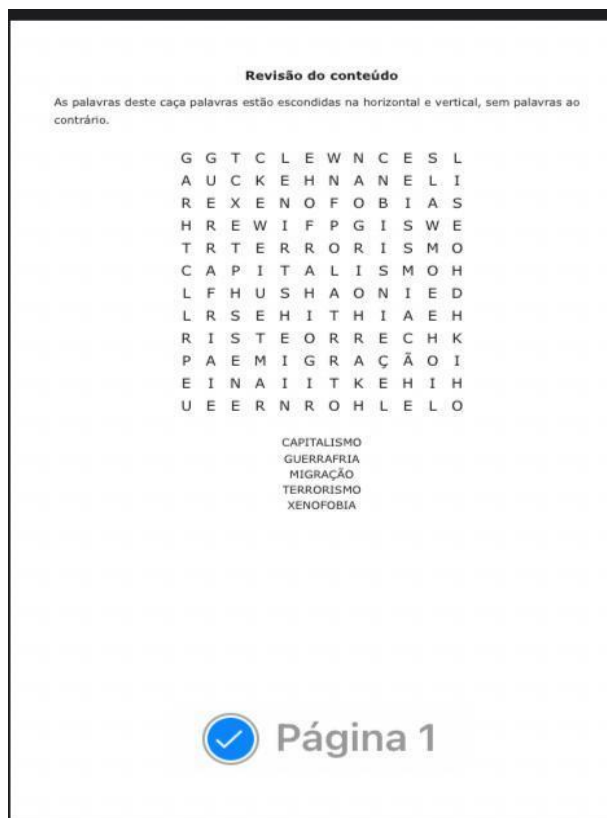 Revisão do conteúdo
As palavras deste caça palavras estão escondidas na horizontal e vertical, sem palavras ao
contrário.
G G T C L E W N C E S L
A U C K E H N A N E L I
R E X E N O F O B I A S
H R E W I F P G I S W E
T R T E R R O R I S M O
C A P I T A L I S M O H
L F H U S H A O N I E D
L R S E H I T H I A E H
R I S T E O R R E C H K
P A E M I G R A Ç Ã O I
E I N A I I T K E H I H
U E E R N R O H L E L O
CAPITALISMO
GUERRAFRIA
MIGRAÇÃO
TERRORISMO
XENOFOBIA
Página 1